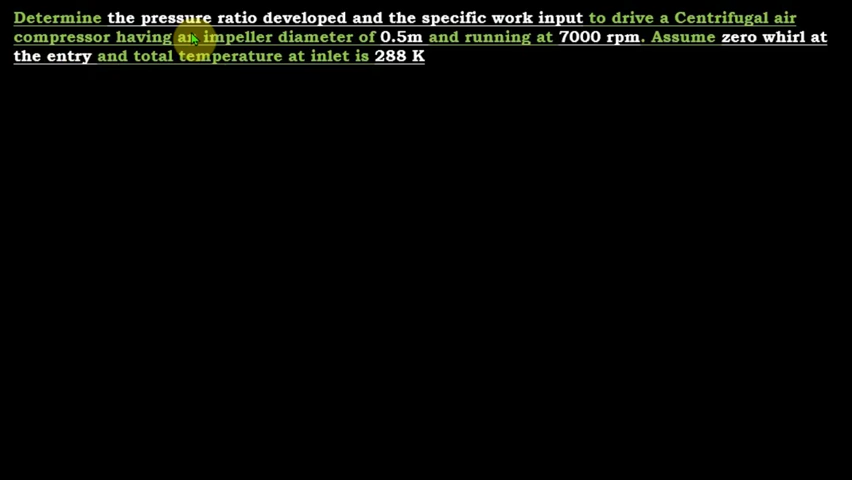 Determine the pressure ratio developed and the specific work input to drive a Centrifugal air
compressor having an impeller diameter of 0.5m and running at 7000 rpm. Assume zero whirl at
the entry and total temperature at inlet is 288 K